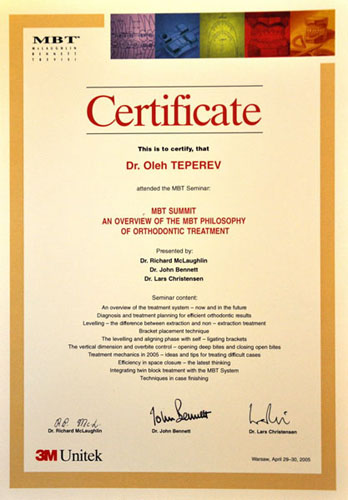 MBT™
McLAUGHLIN
BENNETT
TREVISI
Certificate
This is to certify, that
Dr. Oleh TEPEREV
attended the MBT Seminar:
MBT SUMMIT
AN OVERVIEW OF THE MBT PHILOSOPHY
OF ORTHODONTIC TREATMENT
Presented by:
Dr. Richard McLaughlin
Dr. John Bennett
Dr. Lars Christensen
Seminar content:
An overview of the treatment system – now and in the future
Diagnosis and treatment planning for efficient orthodontic results
Levelling – the difference between extraction and non – extraction treatment
Bracket placement technique
The levelling and aligning phase with self – ligating brackets
The vertical dimension and overbite control – opening deep bites and closing open bites
Treatment mechanics in 2005 – ideas and tips for treating difficult cases
Efficiency in space closure – the latest thinking
Integrating twin block treatment with the MBT System
Techniques in case finishing
John Bennett
Dr. Richard McLaughlin
Dr. John Bennett
Dr. Lars Christensen
3M Unitek
Warsaw, April 29–30, 2005